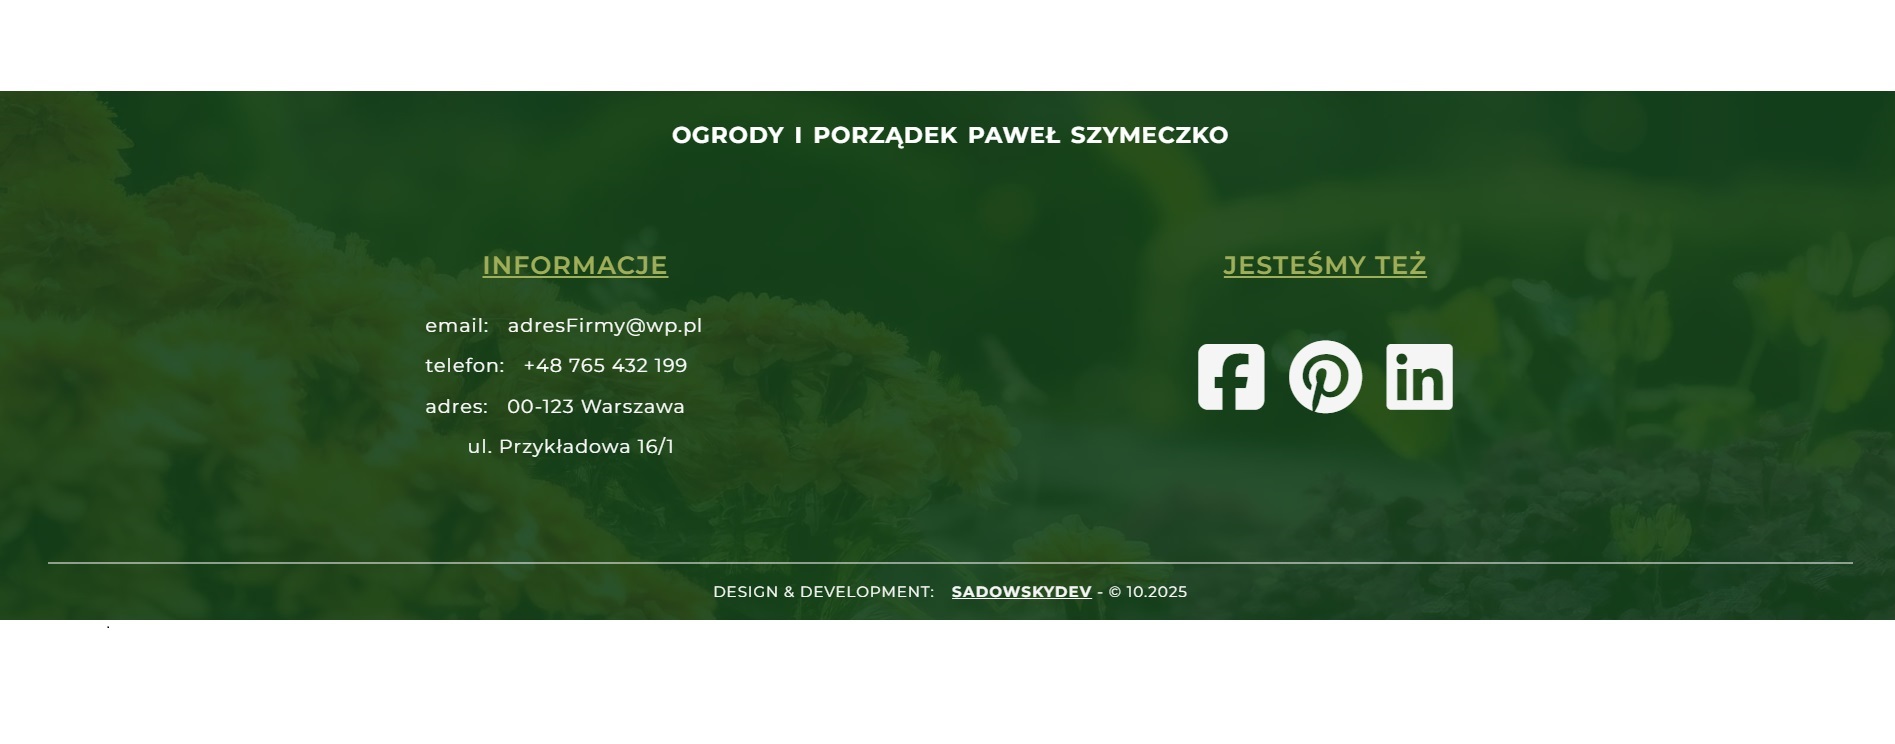 OGRODY I PORZĄDEK PAWEŁ SZYMECZKO
INFORMACJE
email: adresFirmy@wp.pl
telefon: +48 765 432 199
adres: 00-123 Warszawa
ul. Przykładowa 16/1
JESTEŚMY TEŻ
DESIGN & DEVELOPMENT: SADOWSKYDEV - © 10.2025